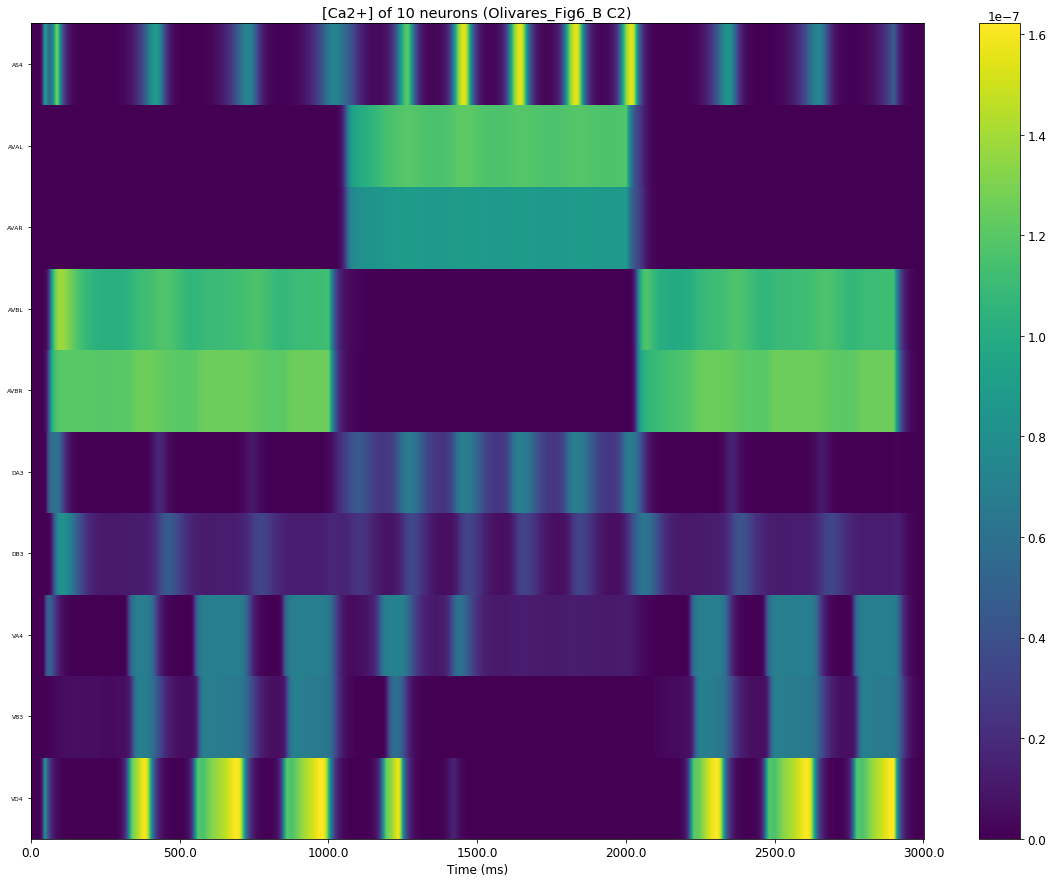 [Ca2+] of 10 neurons (Olivares_Fig6_B C2)
1e−7
AS4
AVAL
AVAR
AVBL
AVBR
DA3
DB3
VA4
VB3
VD4
0.0 500.0 1000.0 1500.0 2000.0 2500.0 3000.0
Time (ms)
1.6
1.4
1.2
1.0
0.8
0.6
0.4
0.2
0.0